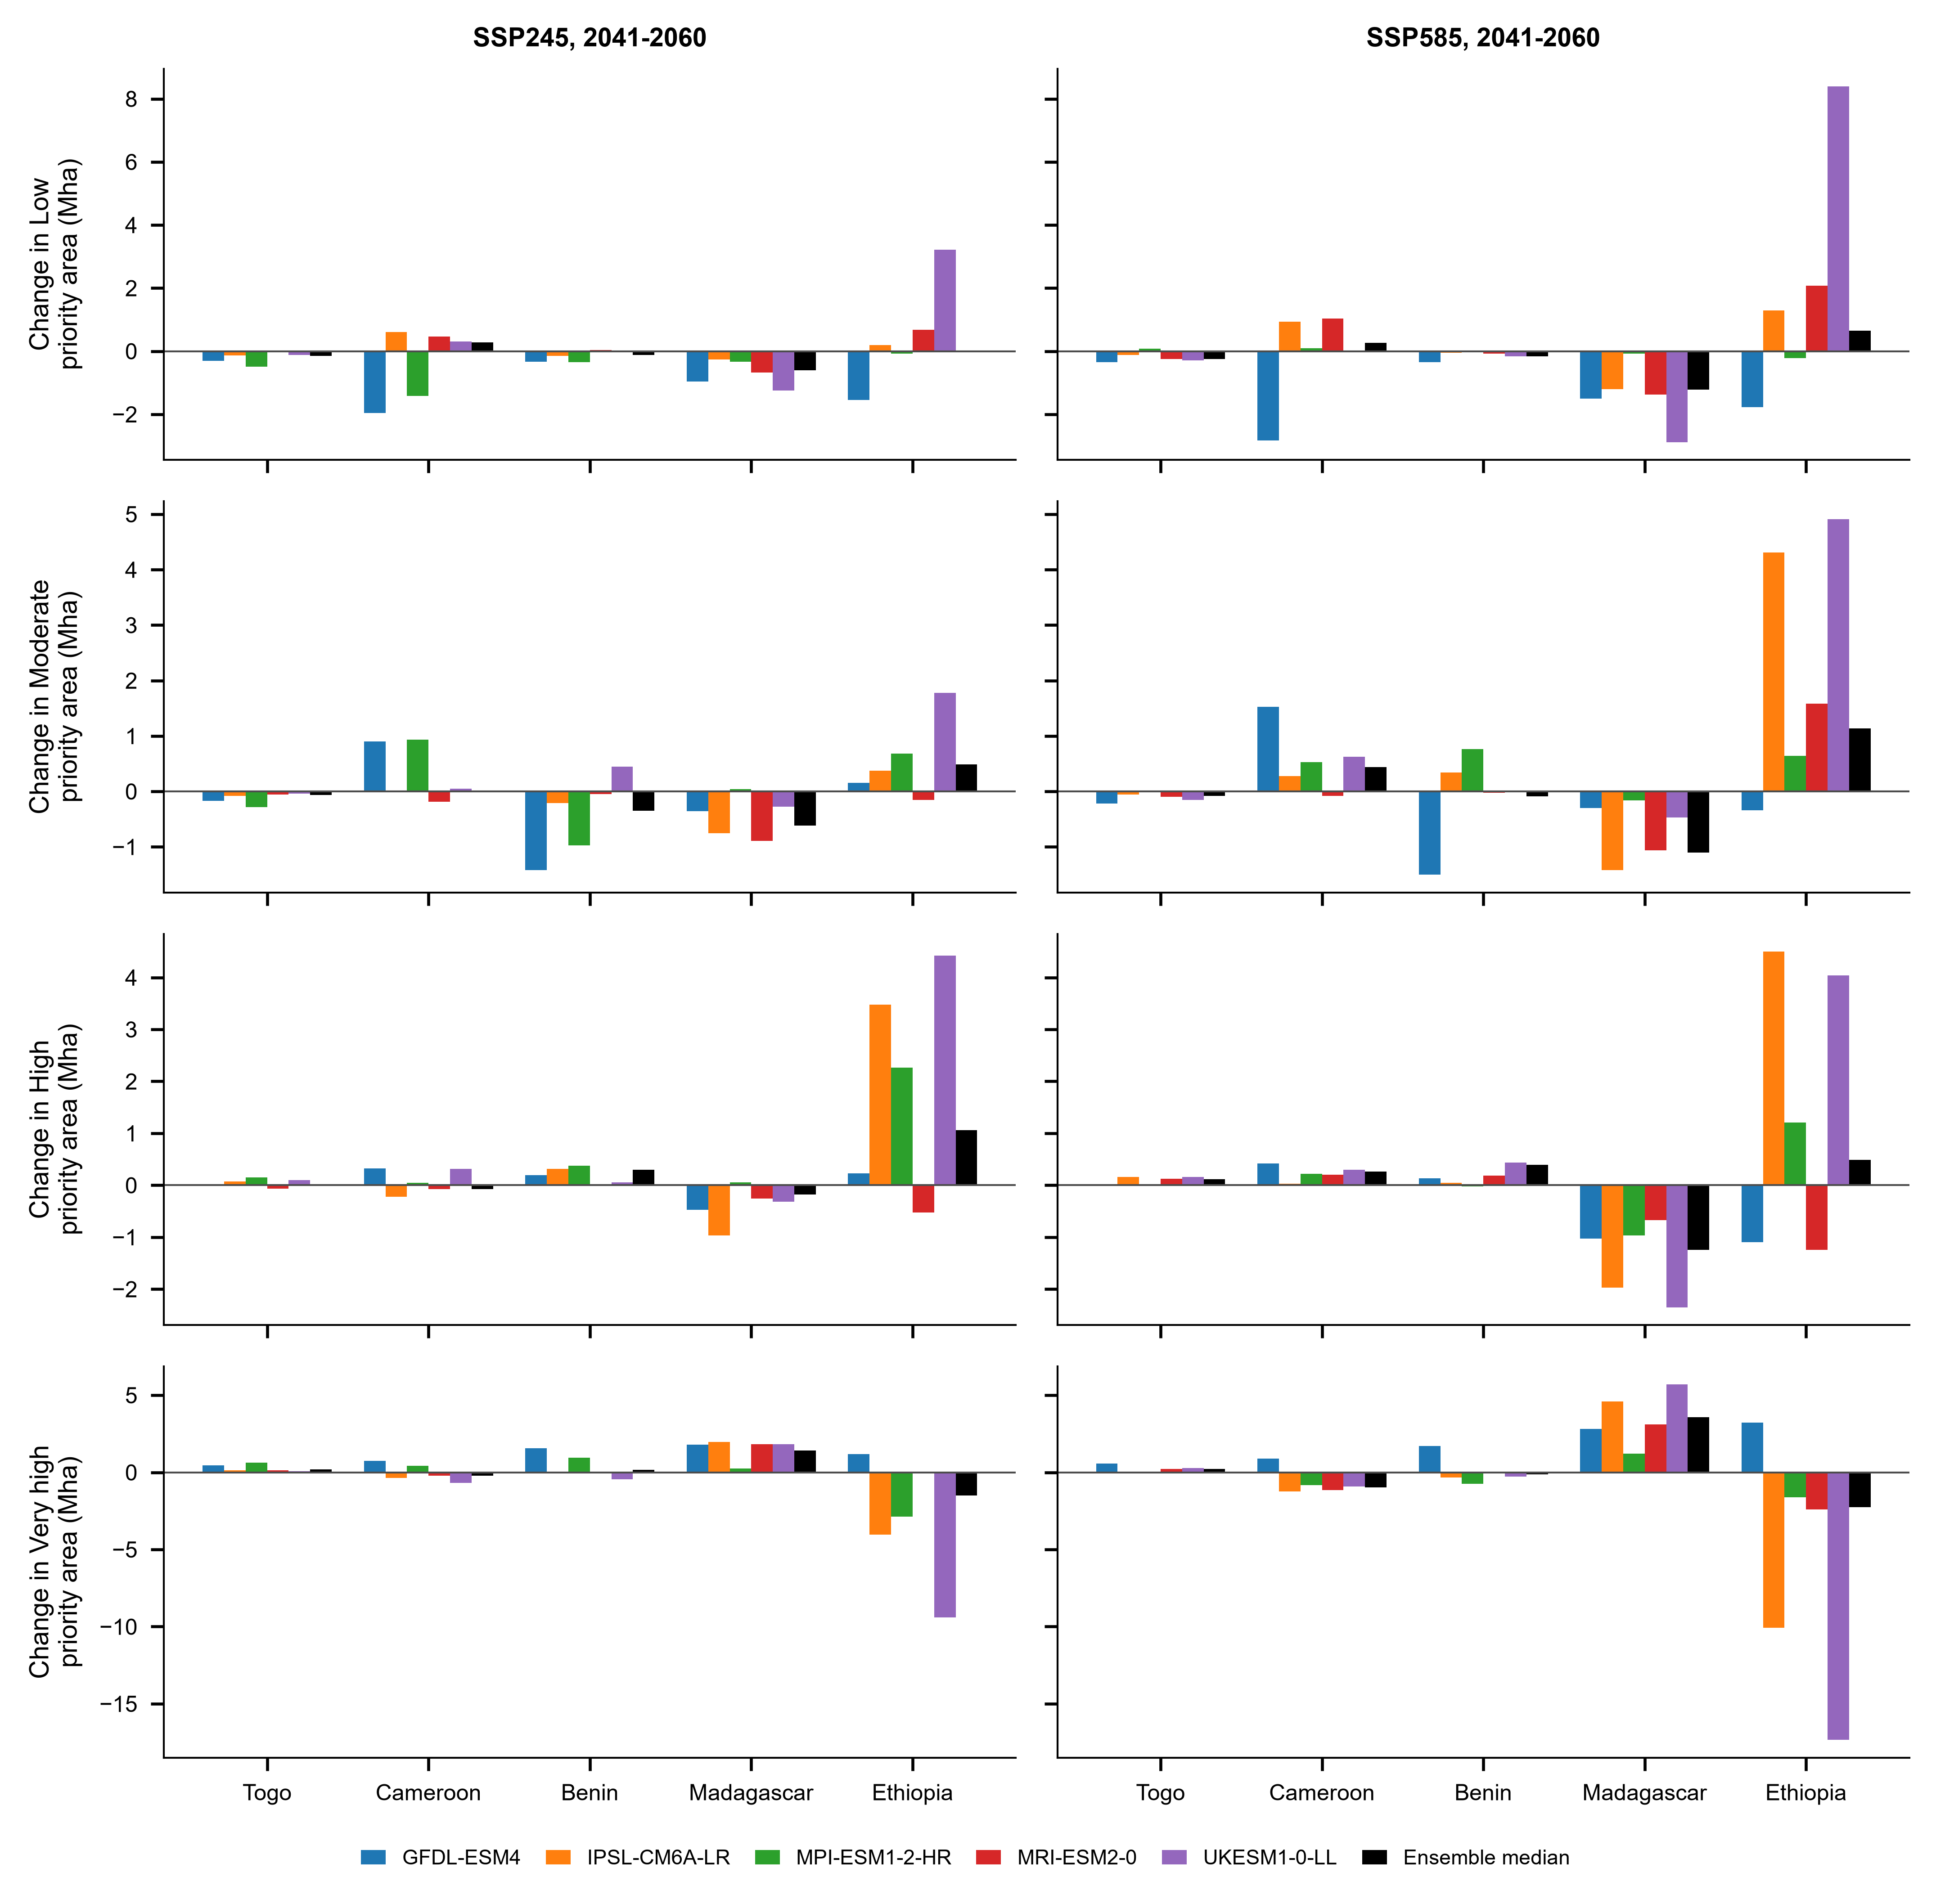 SSP245, 2041-2060
SSP585, 2041-2060
Change in Low
priority area (Mha)
8
6
4
2
0
−2
Change in Moderate
priority area (Mha)
5
4
3
2
1
0
−1
Change in High
priority area (Mha)
4
3
2
1
0
−1
−2
Change in Very high
priority area (Mha)
5
0
−5
−10
−15
Togo Cameroon Benin Madagascar Ethiopia
Togo Cameroon Benin Madagascar Ethiopia
GFDL-ESM4 IPSL-CM6A-LR MPI-ESM1-2-HR MRI-ESM2-0 UKESM1-0-LL Ensemble median